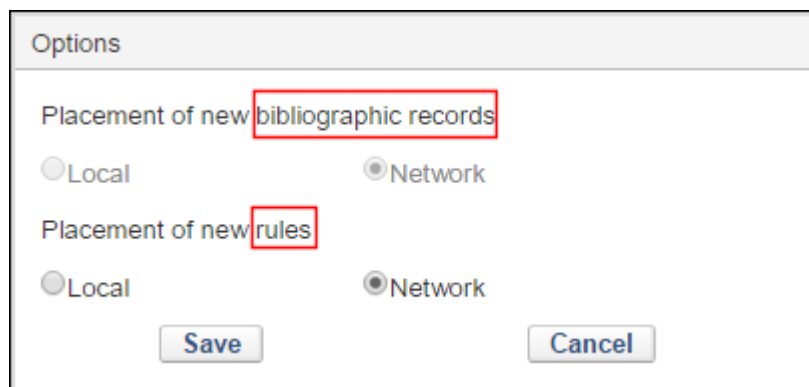 Options
Placement of new bibliographic records
Local Network
Placement of new rules
Local Network
Save Cancel